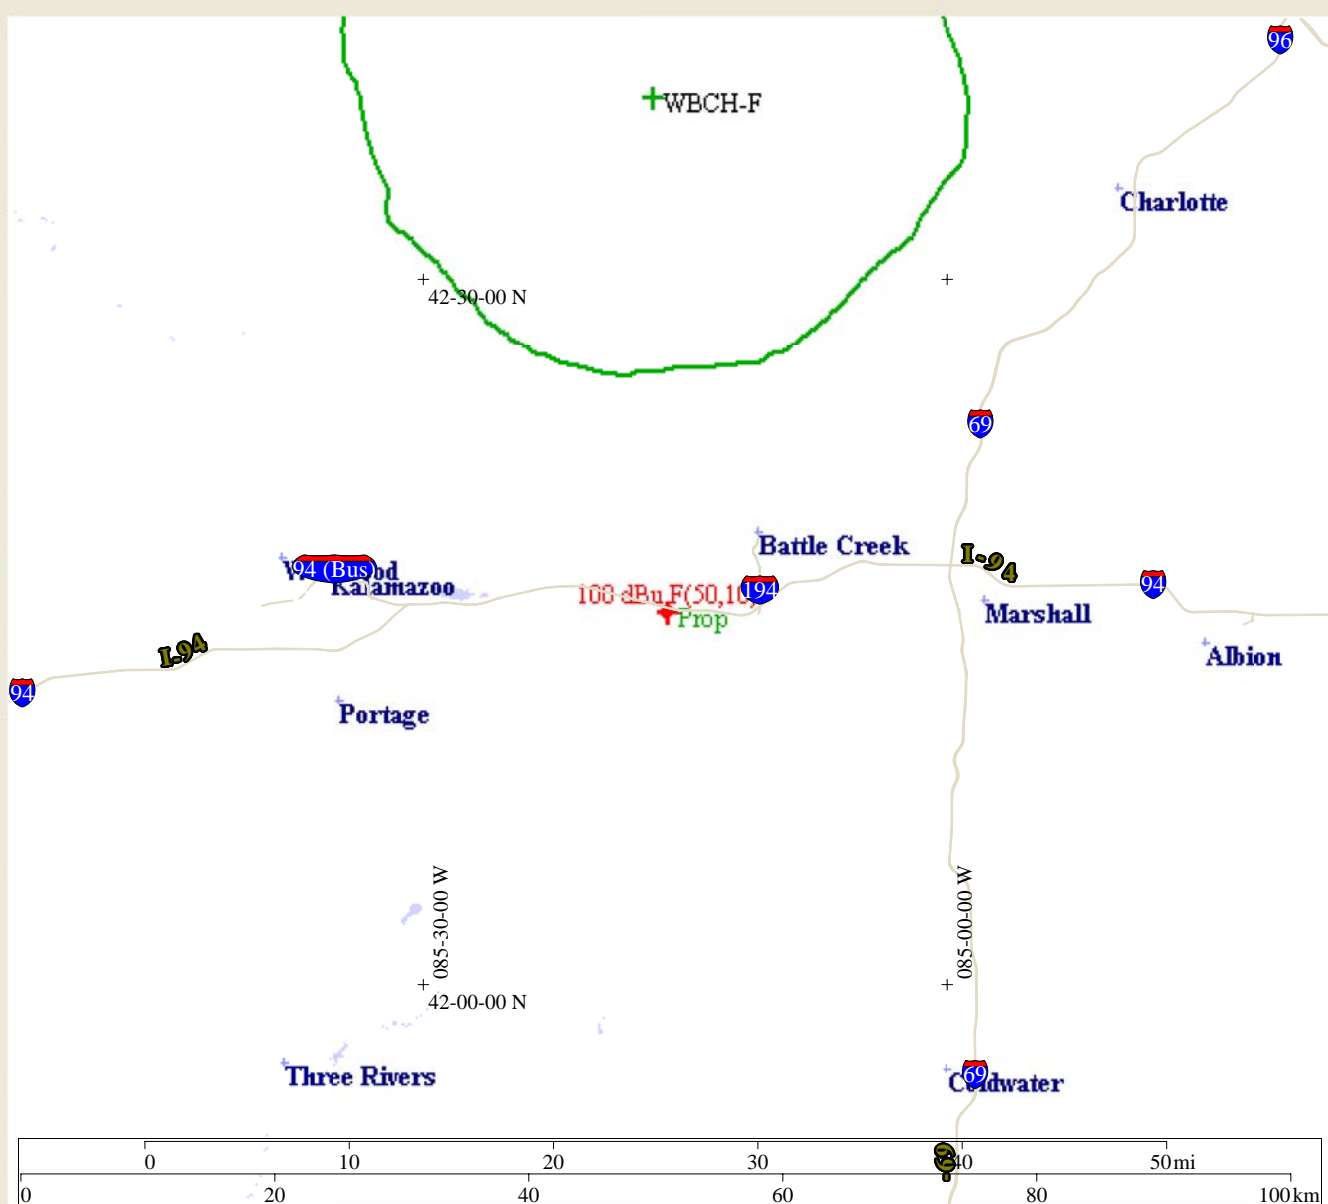 96
WBCH-F
Charlotte
42-30-00 N
69
Battle Creek
I-94
94 (Bus)
Kalamazoo
194
94
100 dBu,F(50,10)
Prop
Marshall
I-94
Albion
94
Portage
085-30-00 W
085-00-00 W
42-00-00 N
Three Rivers
69
Coldwater
0 10 20 30 40 50 mi
0 20 40 60 80 100 km